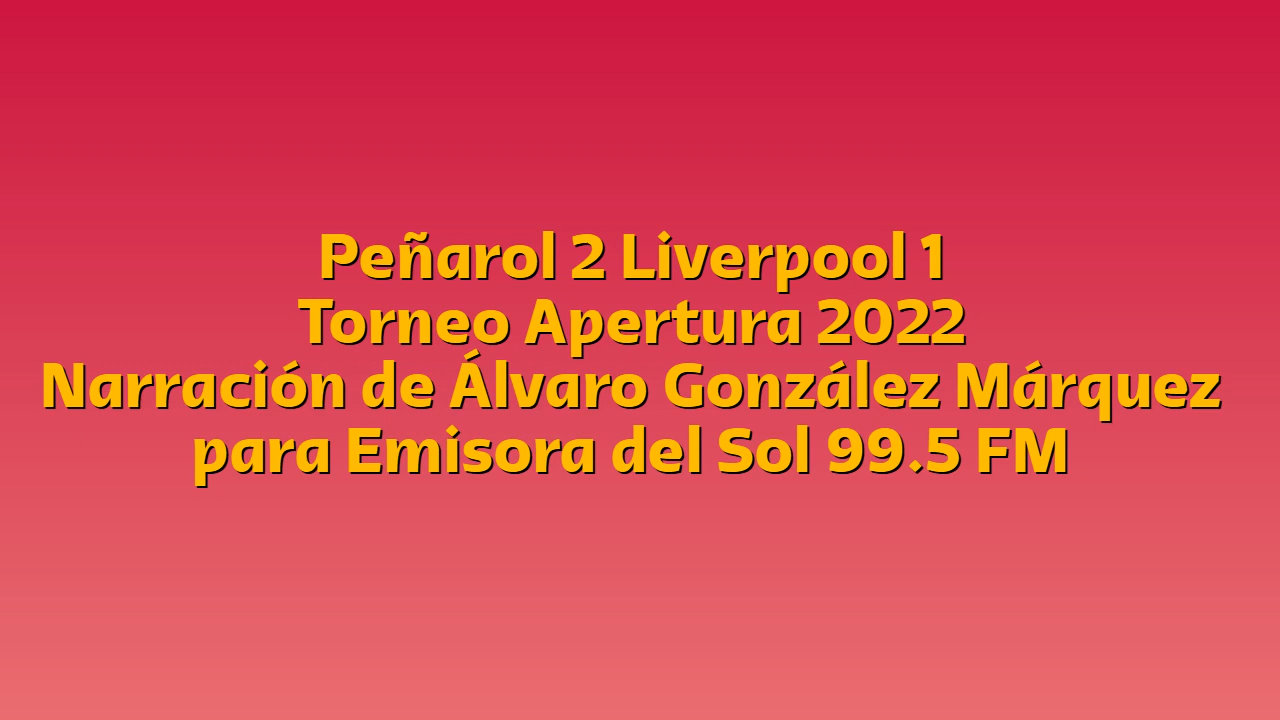 Peñarol 2 Liverpool 1
Torneo Apertura 2022
Narración de Álvaro González Márquez
para Emisora del Sol 99.5 FM